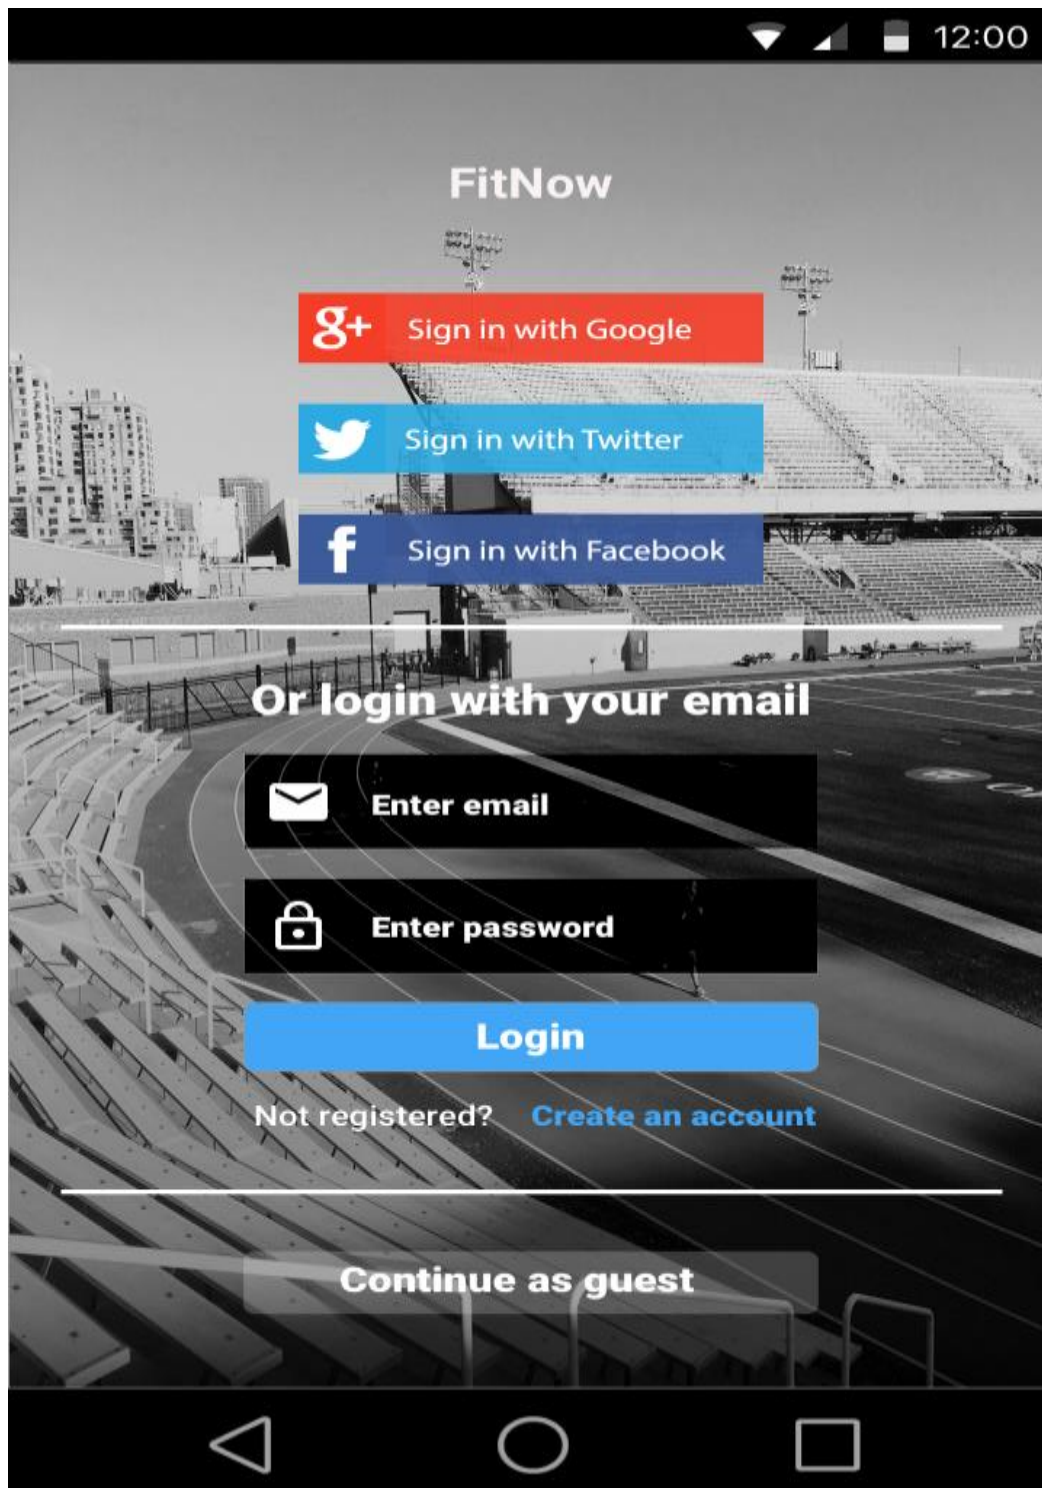 12:00
FitNow
g+ Sign in with Google
Sign in with Twitter
f Sign in with Facebook
Or login with your email
Enter email
Enter password
Login
Not registered? Create an account
Continue as guest